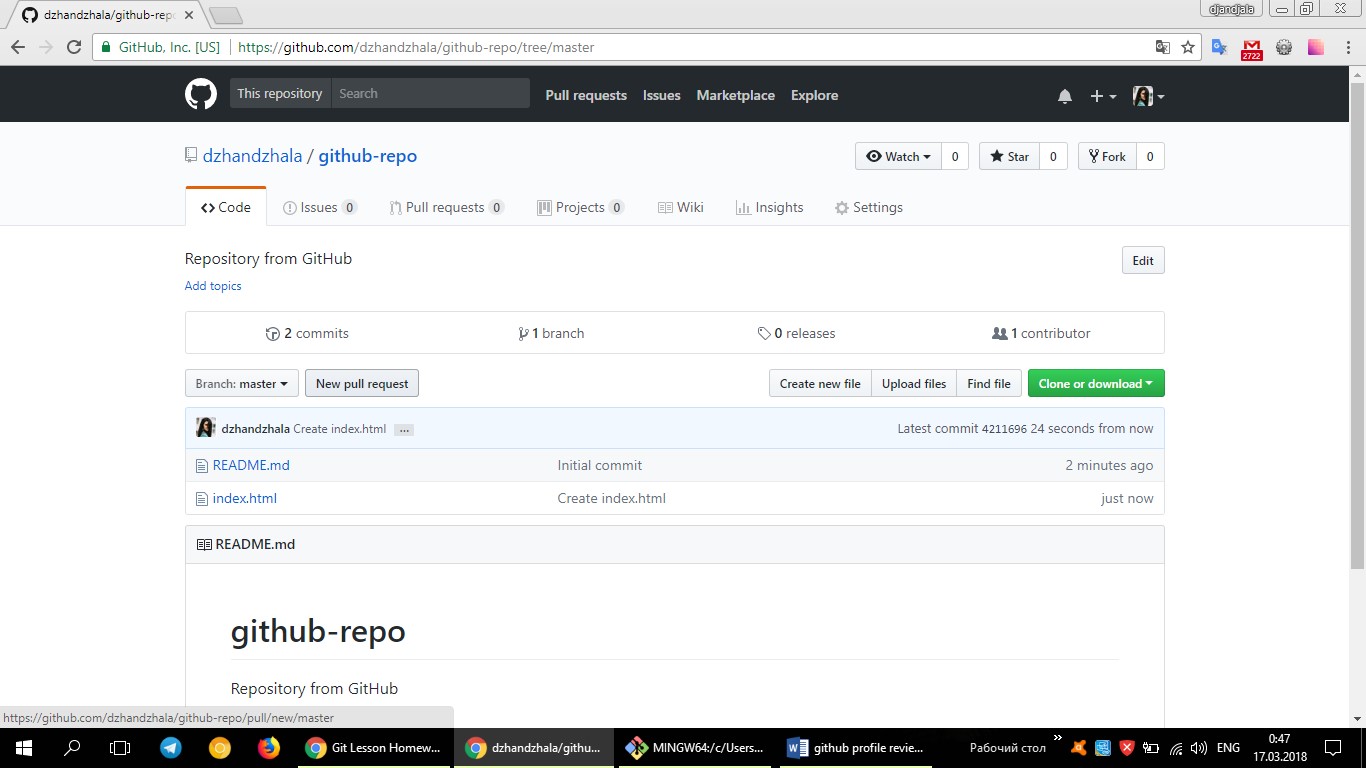 dzhandzhala/github-repo
djandjala
GitHub, Inc. [US] https://github.com/dzhandzhala/github-repo/tree/master
2722
This repository Search Pull requests Issues Marketplace Explore
dzhandzhala / github-repo
Watch 0 Star 0 Fork 0
Code Issues 0 Pull requests 0 Projects 0 Wiki Insights Settings
Repository from GitHub
Edit
Add topics
2 commits 1 branch 0 releases 1 contributor
Branch: master New pull request Create new file Upload files Find file Clone or download
dzhandzhala Create index.html ... Latest commit 4211696 24 seconds from now
README.md Initial commit 2 minutes ago
index.html Create index.html just now
README.md
github-repo
Repository from GitHub
https://github.com/dzhandzhala/github-repo/pull/new/master
Git Lesson Homew... dzhandzhala/githu... MINGW64:/c/Users... github profile revie... Рабочий стол » ENG
0:47
17.03.2018